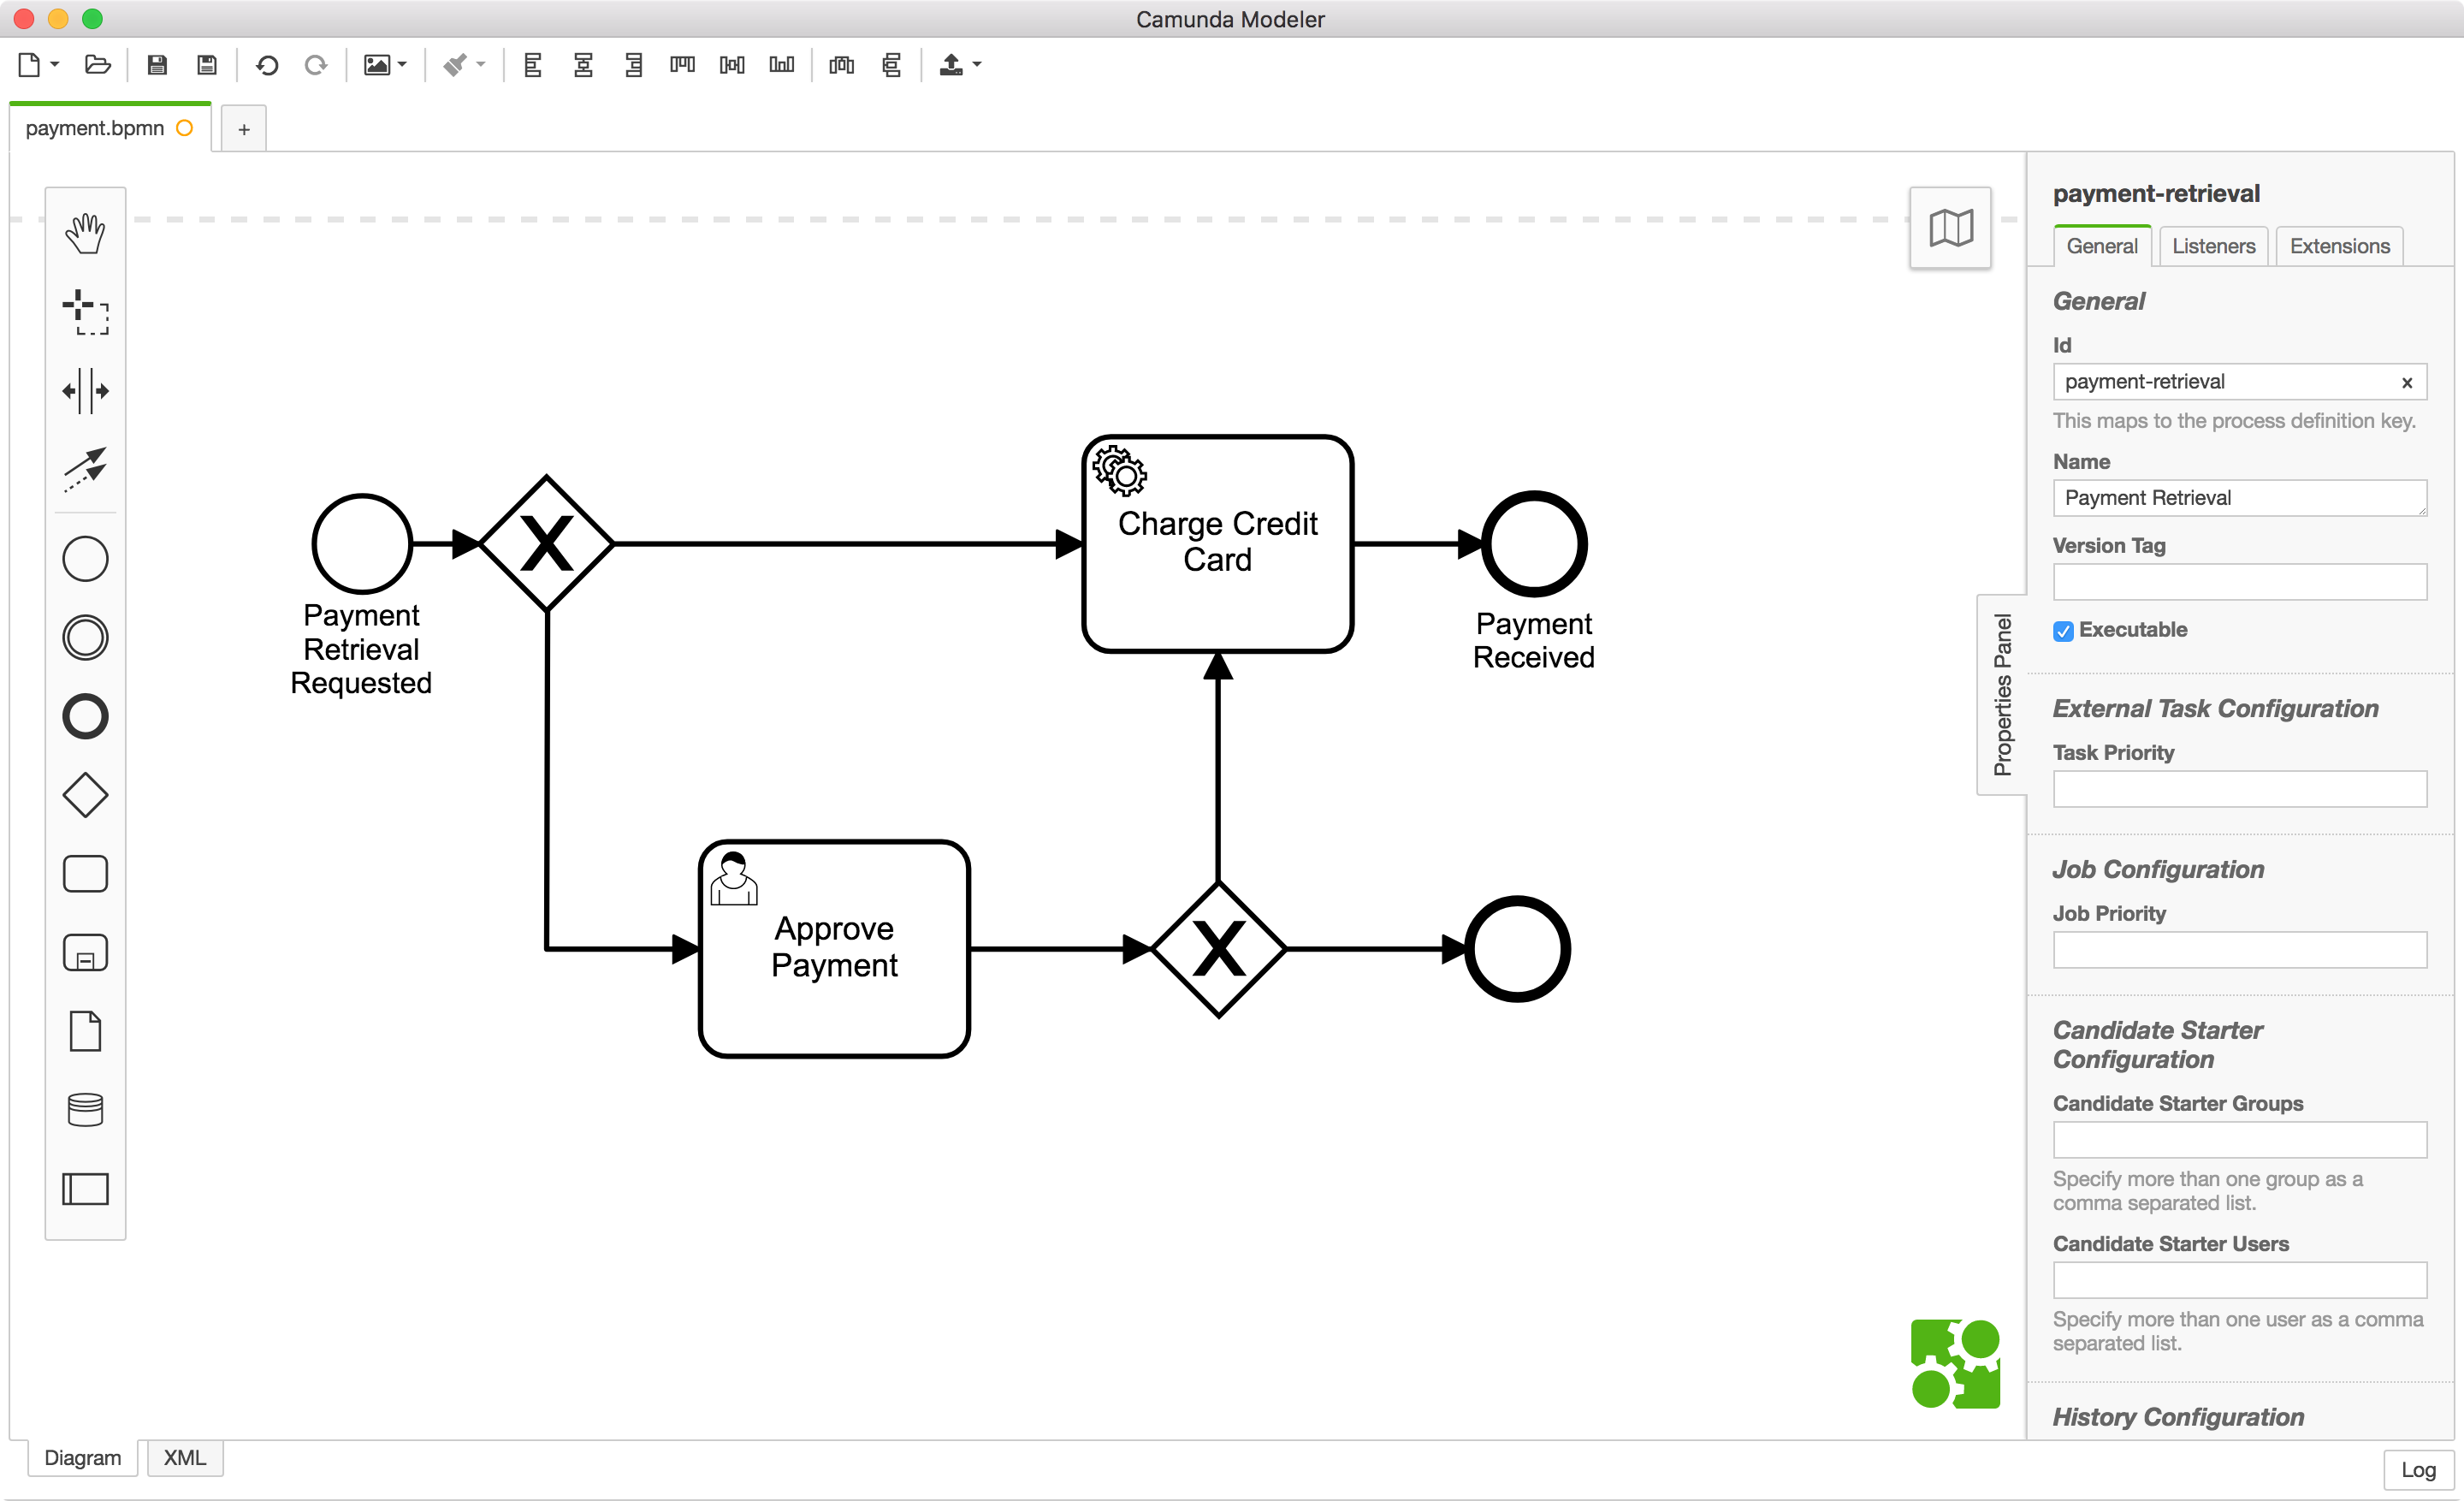 Camunda Modeler
payment.bpmn
+
payment-retrieval
General
Listeners
Extensions
General
Id
payment-retrieval
x
This maps to the process definition key.
Name
Payment Retrieval
Version Tag
Executable
External Task Configuration
Task Priority
Job Configuration
Job Priority
Candidate Starter
Configuration
Candidate Starter Groups
Specify more than one group as a
comma separated list.
Candidate Starter Users
Specify more than one user as a comma
separated list.
History Configuration
Properties Panel
Payment
Retrieval
Requested
X
Charge Credit
Card
Payment
Received
Approve
Payment
X
Diagram
XML
Log